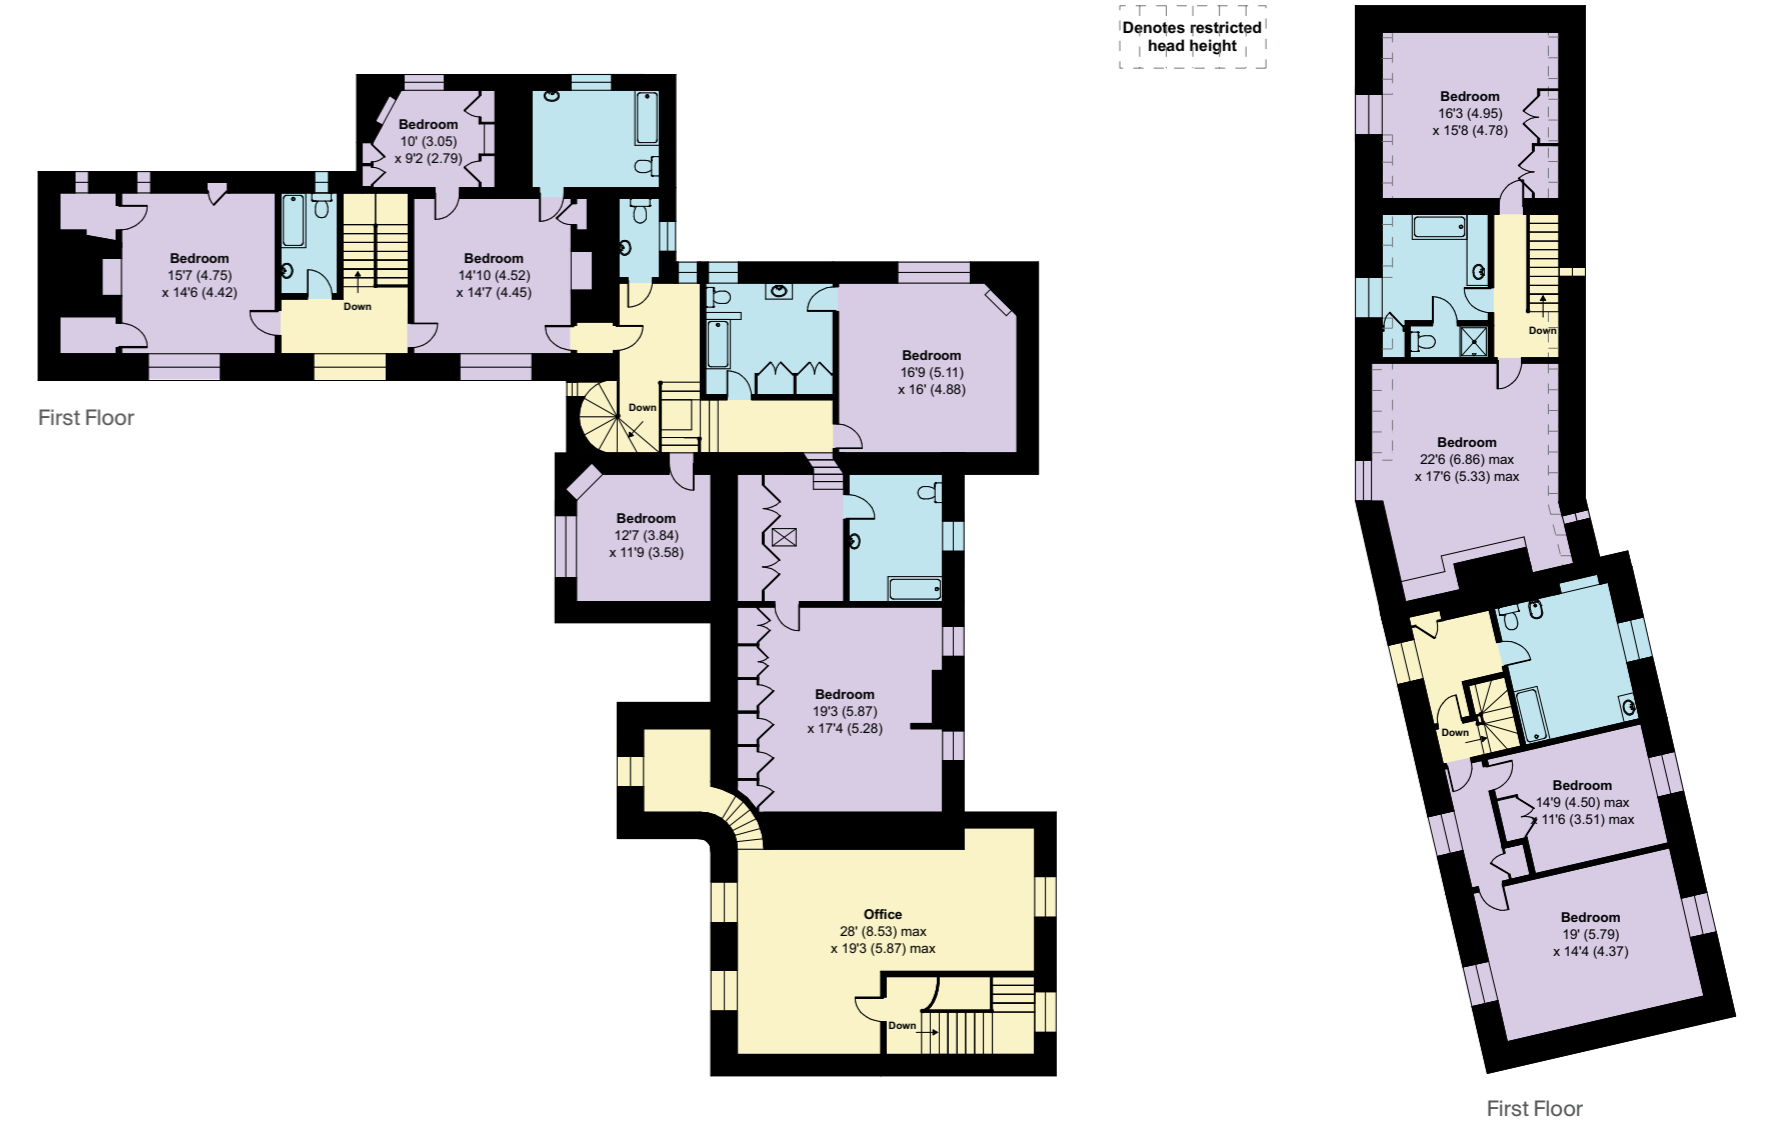 Denotes restricted
head height
Bedroom
10' (3.05)
x 9'2 (2.79)
Bedroom
15'7 (4.75)
x 14'6 (4.42)
Down
Bedroom
14'10 (4.52)
x 14'7 (4.45)
Bedroom
16'9 (5.11)
x 16' (4.88)
Down
First Floor
Bedroom
12'7 (3.84)
x 11'9 (3.58)
Bedroom
19'3 (5.87)
x 17'4 (5.28)
Office
28' (8.53) max
x 19'3 (5.87) max
Down
Bedroom
16'3 (4.95)
x 15'8 (4.78)
Down
Bedroom
22'6 (6.86) max
x 17'6 (5.33) max
Down
Bedroom
14'9 (4.50) max
x 11'6 (3.51) max
Bedroom
19' (5.79)
x 14'4 (4.37)
First Floor